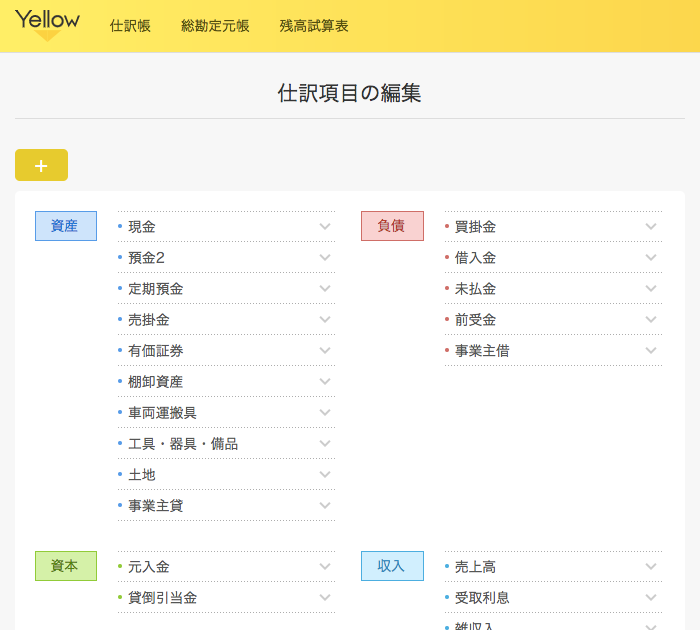 Yellow
仕訳帳 総勘定元帳 残高試算表
仕訳項目の編集
+
資産
現金
預金2
定期預金
売掛金
有価証券
棚卸資産
車両運搬具
工具・器具・備品
土地
事業主貸
負債
買掛金
借入金
未払金
前受金
事業主借
資本
元入金
貸倒引当金
収入
売上高
受取利息
雑収入